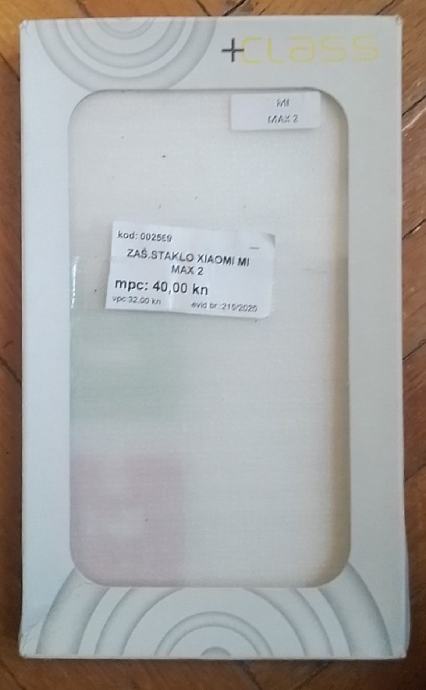 +CLASS
MI
MAX 2
kod: 002569
ZAŠ.STAKLO XIAOMI MI
MAX 2
mpc: 40,00 kn
vpc:32,00 kn evid br.:215/2020